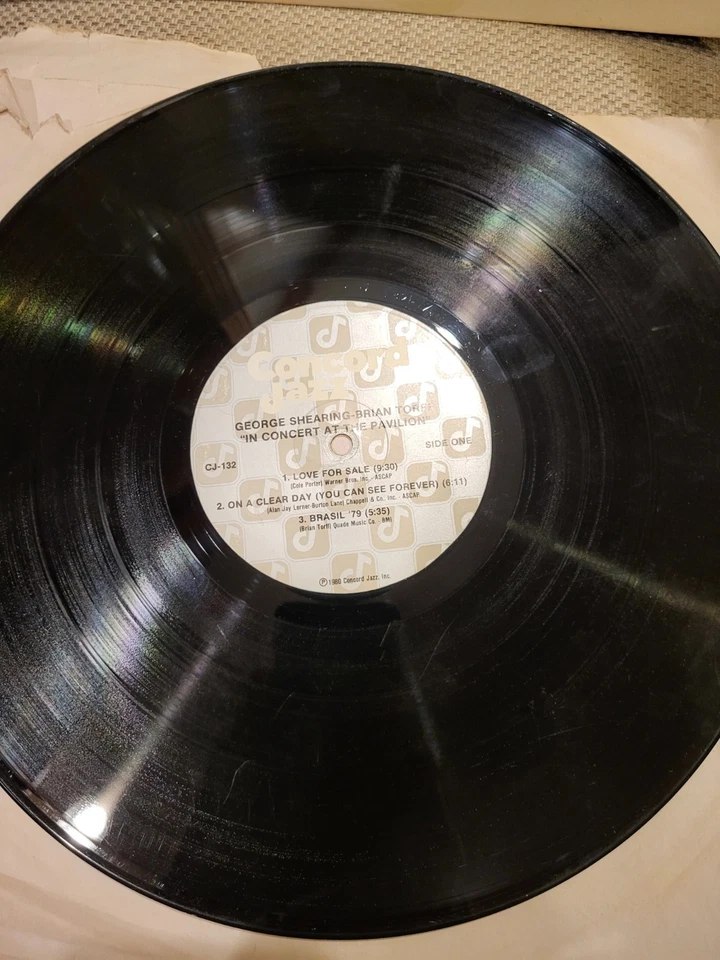 Concord
Jazz
GEORGE SHEARING-BRIAN TORFF
"IN CONCERT AT THE PAVILION"
SIDE ONE
CJ-132
1. LOVE FOR SALE (9:30)
(Cole Porter) Warner Bros. Inc. - ASCAP
2. ON A CLEAR DAY (YOU CAN SEE FOREVER) (6:11)
(Alan Jay Lerner-Burton Lane) Chappell & Co., Inc. - ASCAP
3. BRASIL '79 (5:35)
(Brian Torff) Quade Music Co. - BMI
Ⓟ 1980 Concord Jazz, Inc.